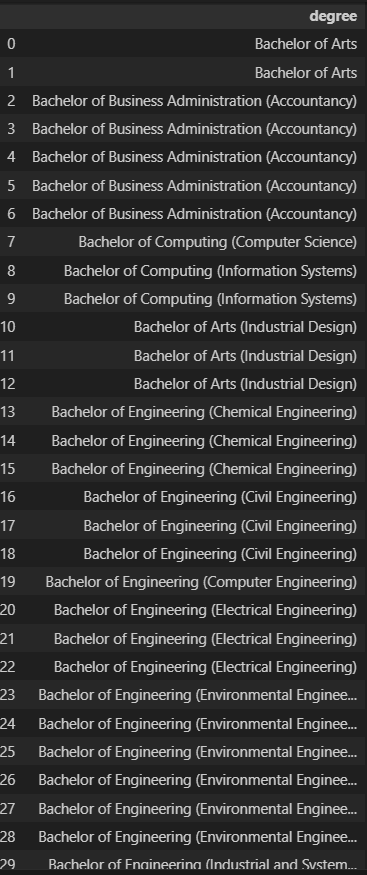 degree
0 Bachelor of Arts
1 Bachelor of Arts
2 Bachelor of Business Administration (Accountancy)
3 Bachelor of Business Administration (Accountancy)
4 Bachelor of Business Administration (Accountancy)
5 Bachelor of Business Administration (Accountancy)
6 Bachelor of Business Administration (Accountancy)
7 Bachelor of Computing (Computer Science)
8 Bachelor of Computing (Information Systems)
9 Bachelor of Computing (Information Systems)
10 Bachelor of Arts (Industrial Design)
11 Bachelor of Arts (Industrial Design)
12 Bachelor of Arts (Industrial Design)
13 Bachelor of Engineering (Chemical Engineering)
14 Bachelor of Engineering (Chemical Engineering)
15 Bachelor of Engineering (Chemical Engineering)
16 Bachelor of Engineering (Civil Engineering)
17 Bachelor of Engineering (Civil Engineering)
18 Bachelor of Engineering (Civil Engineering)
19 Bachelor of Engineering (Computer Engineering)
20 Bachelor of Engineering (Electrical Engineering)
21 Bachelor of Engineering (Electrical Engineering)
22 Bachelor of Engineering (Electrical Engineering)
23 Bachelor of Engineering (Environmental Enginee...
24 Bachelor of Engineering (Environmental Enginee...
25 Bachelor of Engineering (Environmental Enginee...
26 Bachelor of Engineering (Environmental Enginee...
27 Bachelor of Engineering (Environmental Enginee...
28 Bachelor of Engineering (Environmental Enginee...
29 Bachelor of Engineering (Industrial and System...